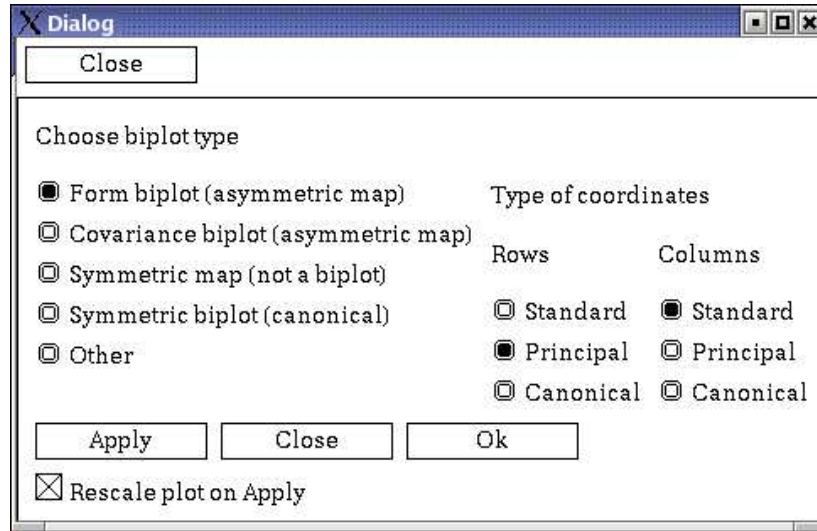 Dialog
Close
Choose biplot type
Form biplot (asymmetric map)
Covariance biplot (asymmetric map)
Symmetric map (not a biplot)
Symmetric biplot (canonical)
Other
Type of coordinates
Rows
Standard
Principal
Canonical
Columns
Standard
Principal
Canonical
Apply Close Ok
Rescale plot on Apply